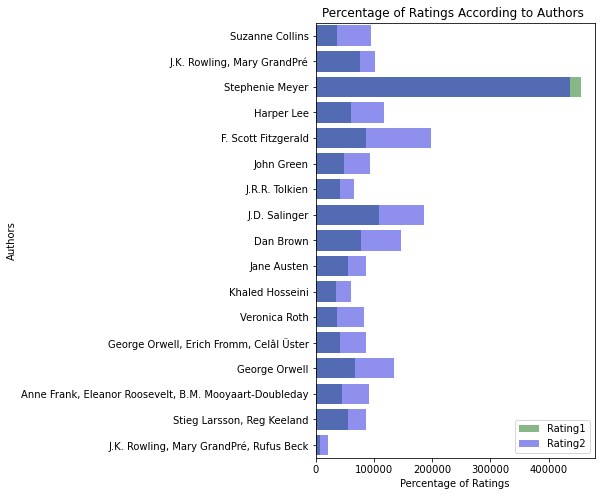 Percentage of Ratings According to Authors
Authors
Suzanne Collins
J.K. Rowling, Mary GrandPré
Stephenie Meyer
Harper Lee
F. Scott Fitzgerald
John Green
J.R.R. Tolkien
J.D. Salinger
Dan Brown
Jane Austen
Khaled Hosseini
Veronica Roth
George Orwell, Erich Fromm, Celâl Üster
George Orwell
Anne Frank, Eleanor Roosevelt, B.M. Mooyaart-Doubleday
Stieg Larsson, Reg Keeland
J.K. Rowling, Mary GrandPré, Rufus Beck
Rating1
Rating2
0 100000 200000 300000 400000
Percentage of Ratings